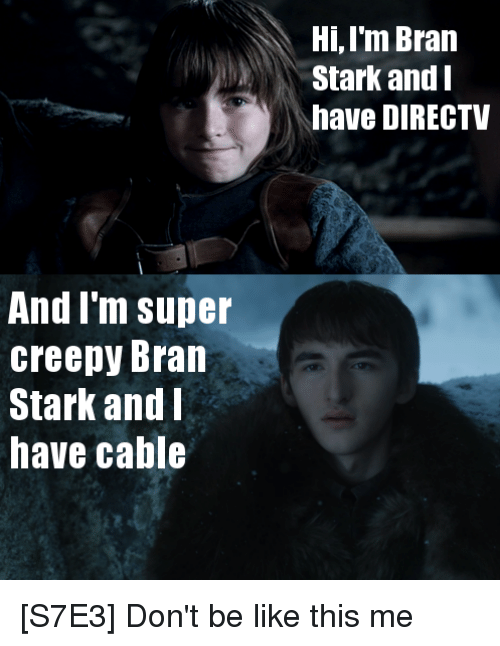 Hi, I'm Bran
Stark and I
have DIRECTV
And I'm super
creepy Bran
Stark and I
have cable
[S7E3] Don't be like this me